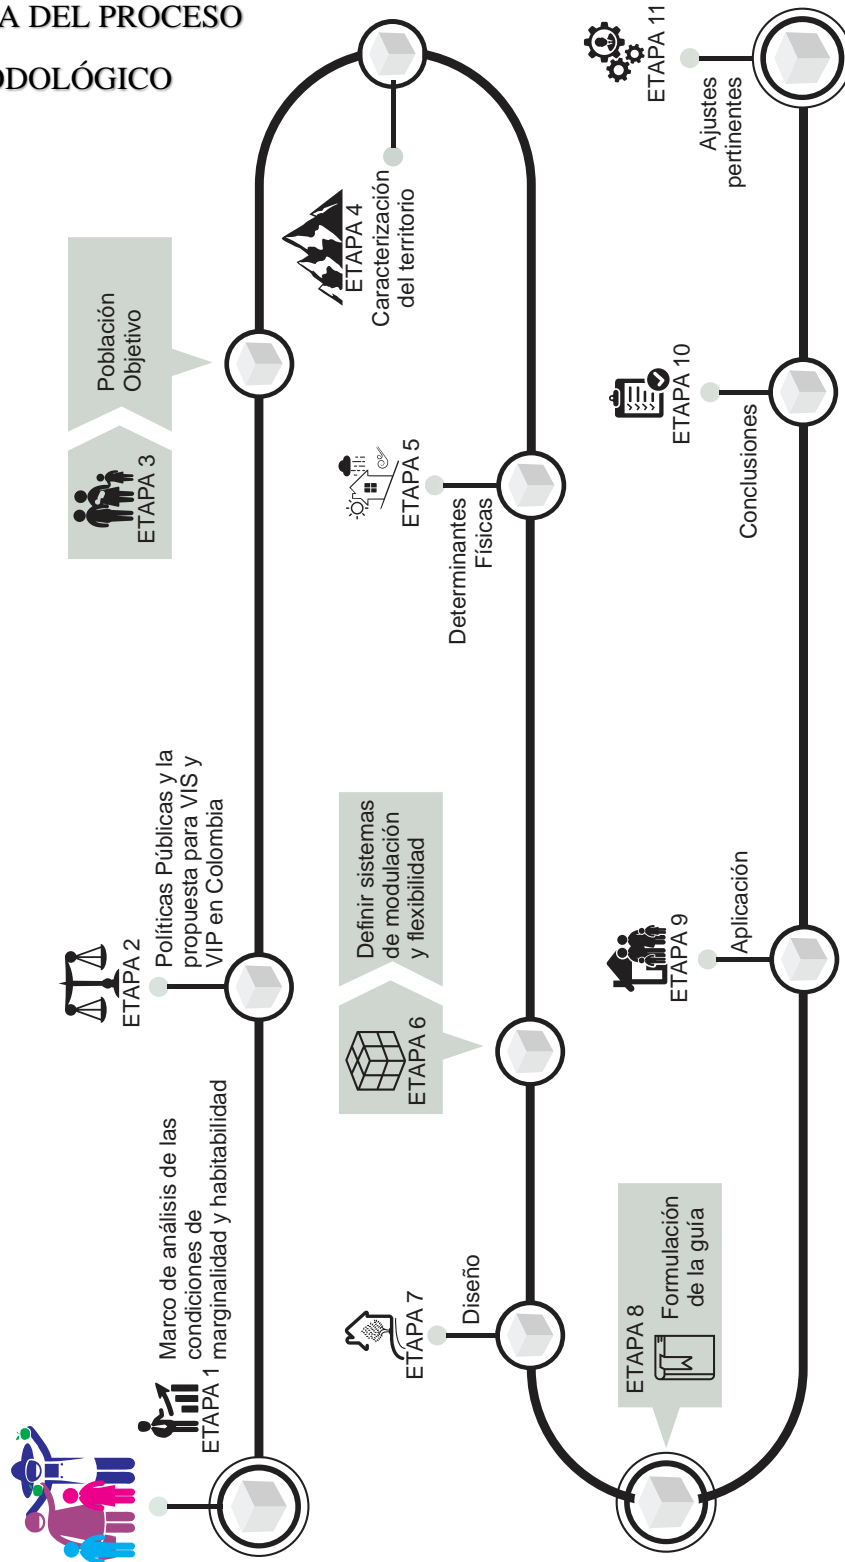 A DEL PROCESO
ODOLÓGICO
ETAPA 1
Marco de análisis de las
condiciones de
marginalidad y habitabilidad
ETAPA 2
Políticas Públicas y la
propuesta para VIS y
VIP en Colombia
ETAPA 3
Población
Objetivo
ETAPA 4
Caracterización
del territorio
ETAPA 5
Determinantes
Físicas
ETAPA 6
Definir sistemas
de modulación
y flexibilidad
ETAPA 7
Diseño
ETAPA 8
Formulación
de la guía
ETAPA 9
Aplicación
ETAPA 10
Conclusiones
ETAPA 11
Ajustes
pertinentes